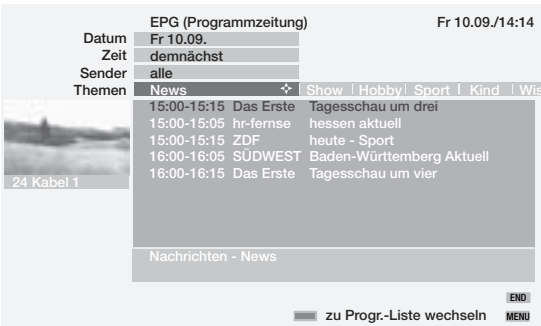 EPG (Programmzeitung) Fr 10.09./14:14
Datum Fr 10.09.
Zeit demnächst
Sender alle
Themen News Show Hobby Sport Kind Wis
15:00-15:15 Das Erste Tagesschau um drei
15:00-15:05 hr-fernse hessen aktuell
15:00-15:15 ZDF heute - Sport
16:00-16:05 SÜDWEST Baden-Württemberg Aktuell
16:00-16:15 Das Erste Tagesschau um vier
24 Kabel 1
Nachrichten - News
END
zu Progr.-Liste wechseln MENU